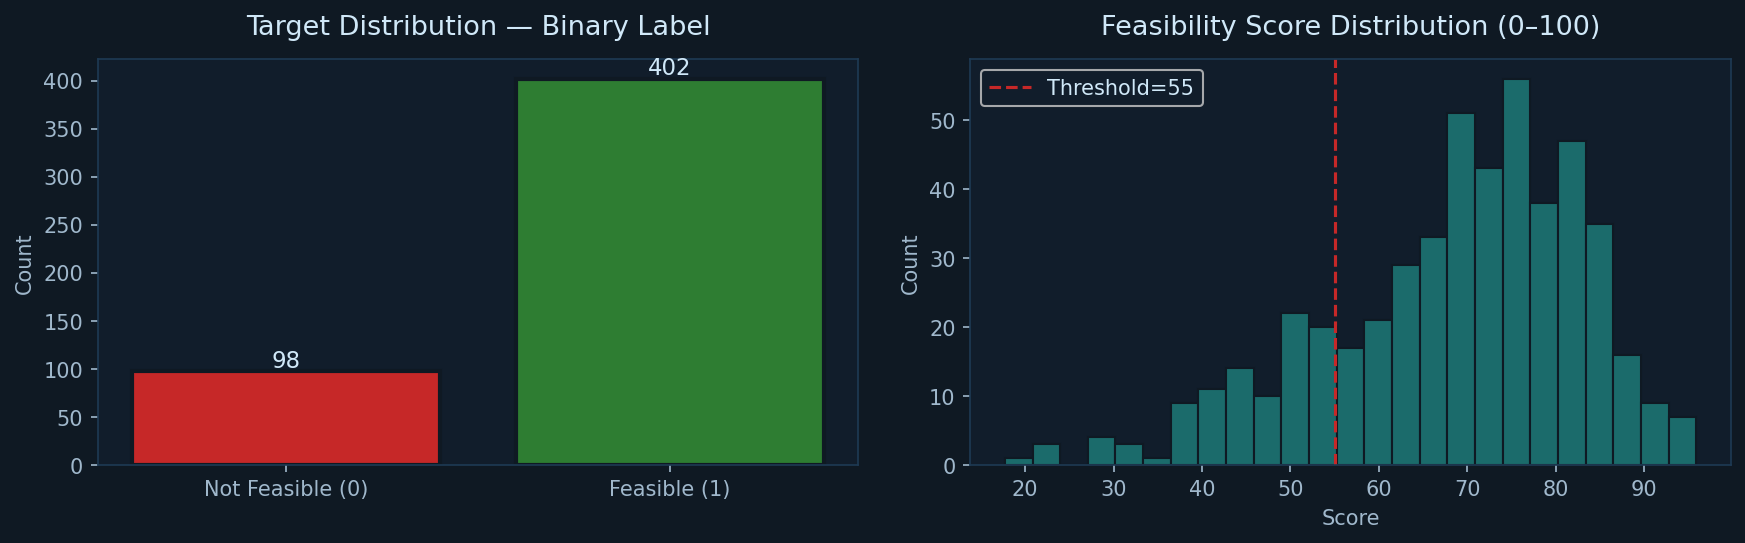 Target Distribution — Binary Label
Count
400
350
300
250
200
150
100
50
0
98
402
Not Feasible (0)
Feasible (1)
Feasibility Score Distribution (0–100)
Threshold=55
Count
50
40
30
20
10
0
20 30 40 50 60 70 80 90
Score